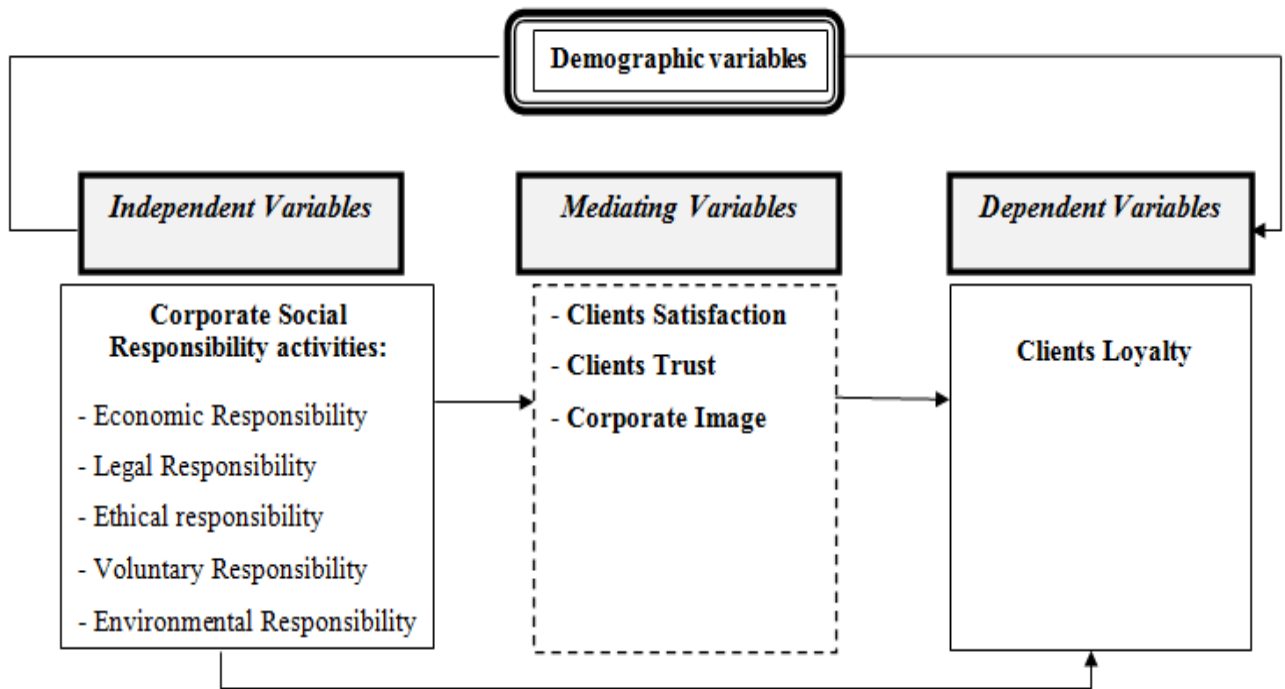 Demographic variables
Independent Variables
Mediating Variables
Dependent Variables
Corporate Social
Responsibility activities:
- Economic Responsibility
- Legal Responsibility
- Ethical responsibility
- Voluntary Responsibility
- Environmental Responsibility
- Clients Satisfaction
- Clients Trust
- Corporate Image
Clients Loyalty